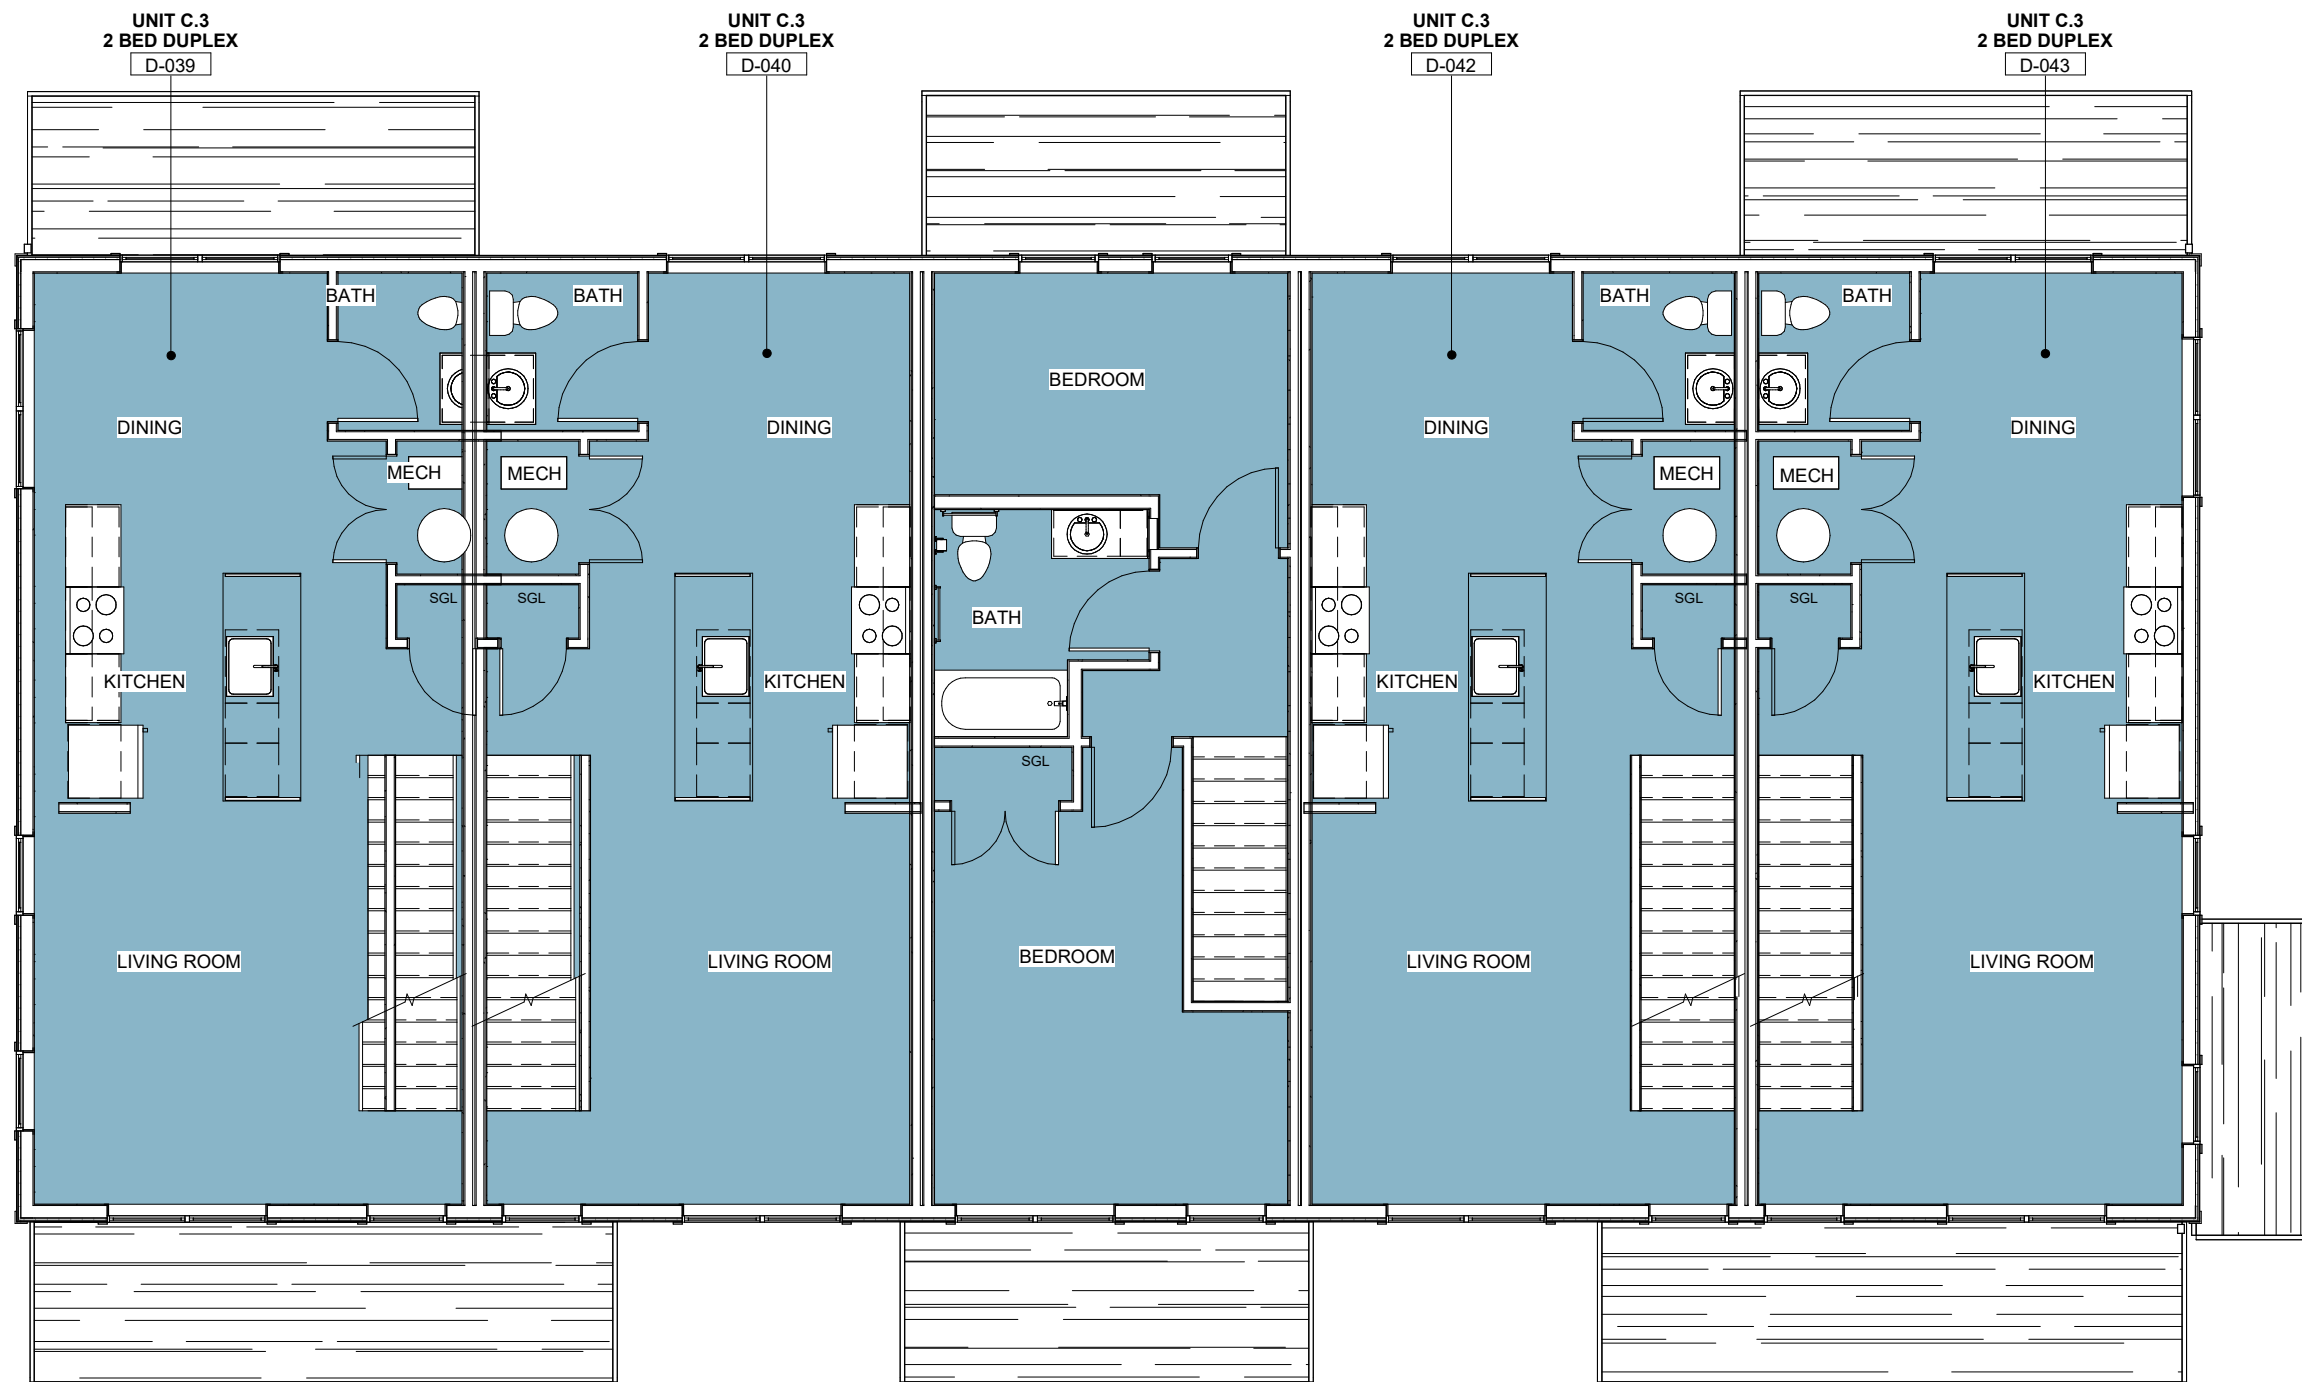 UNIT C.3
2 BED DUPLEX
D-039
UNIT C.3
2 BED DUPLEX
D-040
UNIT C.3
2 BED DUPLEX
D-042
UNIT C.3
2 BED DUPLEX
D-043
BATH
BATH
BATH
BATH
BEDROOM
DINING
DINING
DINING
DINING
MECH
MECH
MECH
MECH
SGL
SGL
SGL
SGL
BATH
KITCHEN
KITCHEN
KITCHEN
KITCHEN
SGL
LIVING ROOM
LIVING ROOM
BEDROOM
LIVING ROOM
LIVING ROOM